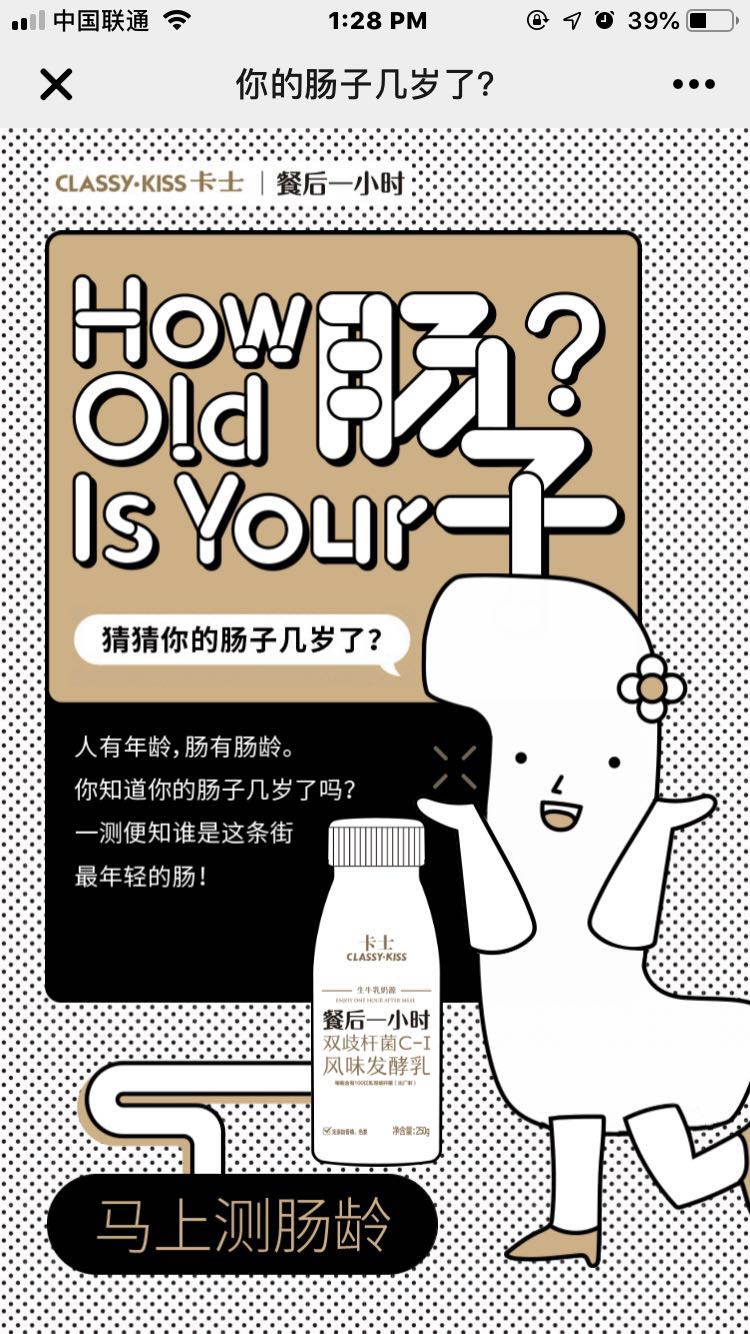 中国联通
1:28 PM
39%
你的肠子几岁了?
CLASSY·KISS 卡士 | 餐后一小时
How
Old
Is Your
肠子?
猜猜你的肠子几岁了?
人有年龄,肠有肠龄。
你知道你的肠子几岁了吗?
一测便知谁是这条街
最年轻的肠!
卡士
CLASSY·KISS
生牛乳奶源
ENJOY ONE HOUR AFTER MEAL
餐后一小时
双歧杆菌C-I
风味发酵乳
净含量:250g
马上测肠龄